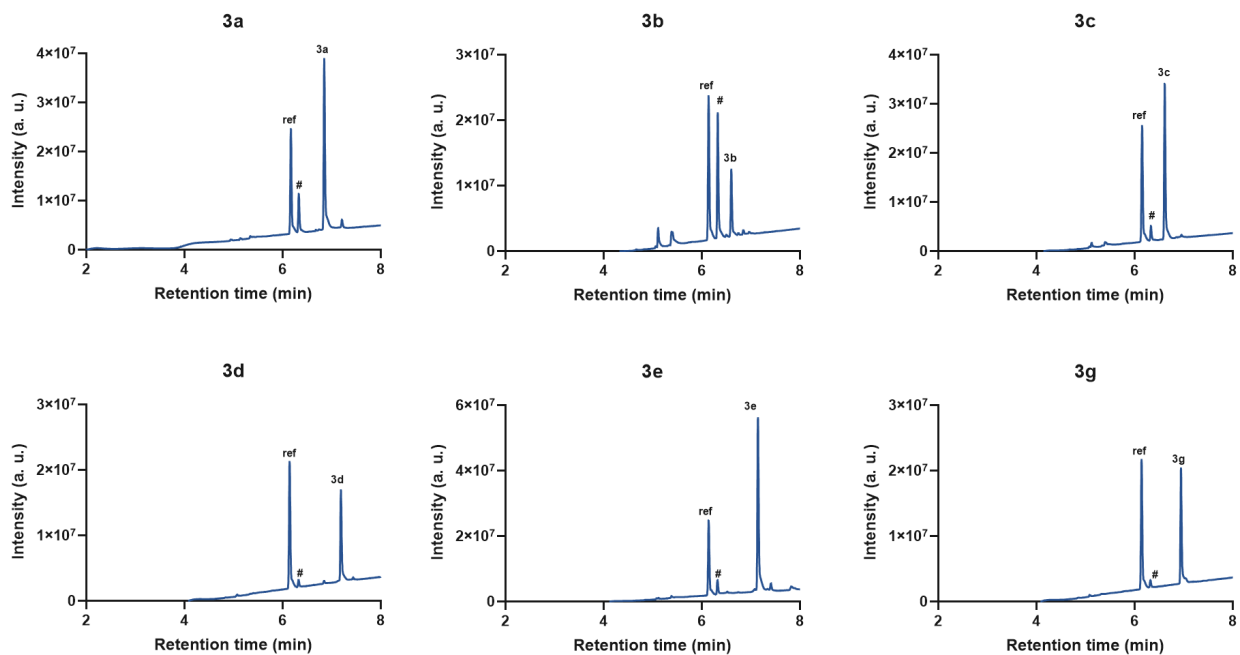 3a
4×10⁷
3×10⁷
2×10⁷
1×10⁷
0
Intensity (a. u.)
ref
#
3a
2 4 6 8
Retention time (min)
3b
3×10⁷
2×10⁷
1×10⁷
0
Intensity (a. u.)
ref
#
3b
2 4 6 8
Retention time (min)
3c
4×10⁷
3×10⁷
2×10⁷
1×10⁷
0
Intensity (a. u.)
ref
#
3c
2 4 6 8
Retention time (min)
3d
3×10⁷
2×10⁷
1×10⁷
0
Intensity (a. u.)
ref
#
3d
2 4 6 8
Retention time (min)
3e
6×10⁷
4×10⁷
2×10⁷
0
Intensity (a. u.)
ref
#
3e
2 4 6 8
Retention time (min)
3g
3×10⁷
2×10⁷
1×10⁷
0
Intensity (a. u.)
ref
#
3g
2 4 6 8
Retention time (min)